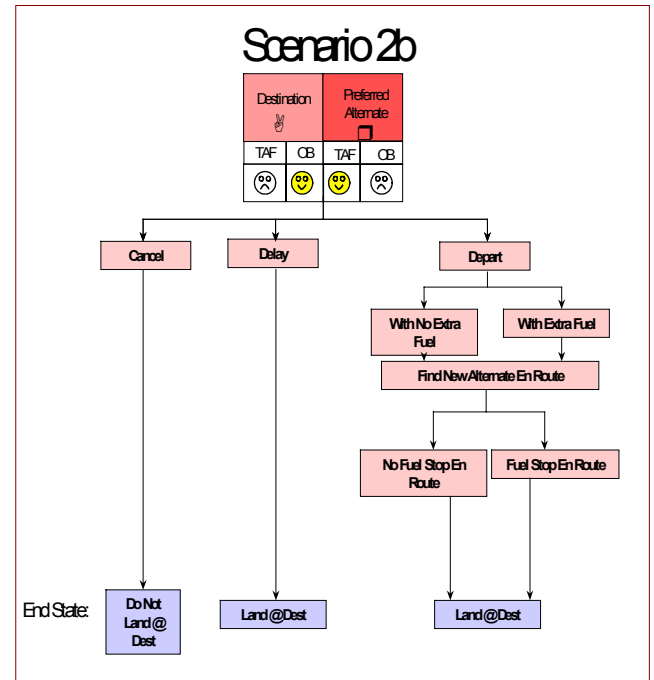 Scenario 2b
Destination
Preferred
Alternate
TAF
OB
TAF
OB
Cancel
Delay
Depart
With No Extra
Fuel
With Extra Fuel
Find New Alternate En Route
No Fuel Stop En
Route
Fuel Stop En Route
End State:
Do Not
Land @
Dest
Land @Dest
Land @Dest